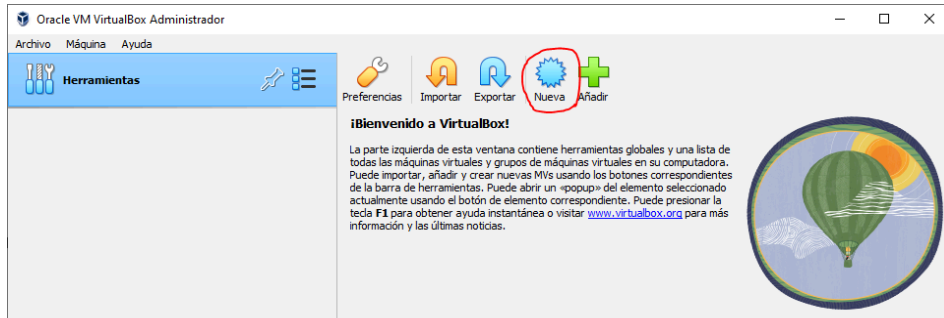 Oracle VM VirtualBox Administrador
Archivo Máquina Ayuda
Herramientas
Preferencias Importar Exportar Nueva Añadir
¡Bienvenido a VirtualBox!
La parte izquierda de esta ventana contiene herramientas globales y una lista de
todas las máquinas virtuales y grupos de máquinas virtuales en su computadora.
Puede importar, añadir y crear nuevas MVs usando los botones correspondientes
de la barra de herramientas. Puede abrir un «popup» del elemento seleccionado
actualmente usando el botón de elemento correspondiente. Puede presionar la
tecla F1 para obtener ayuda instantánea o visitar www.virtualbox.org para más
información y las últimas noticias.